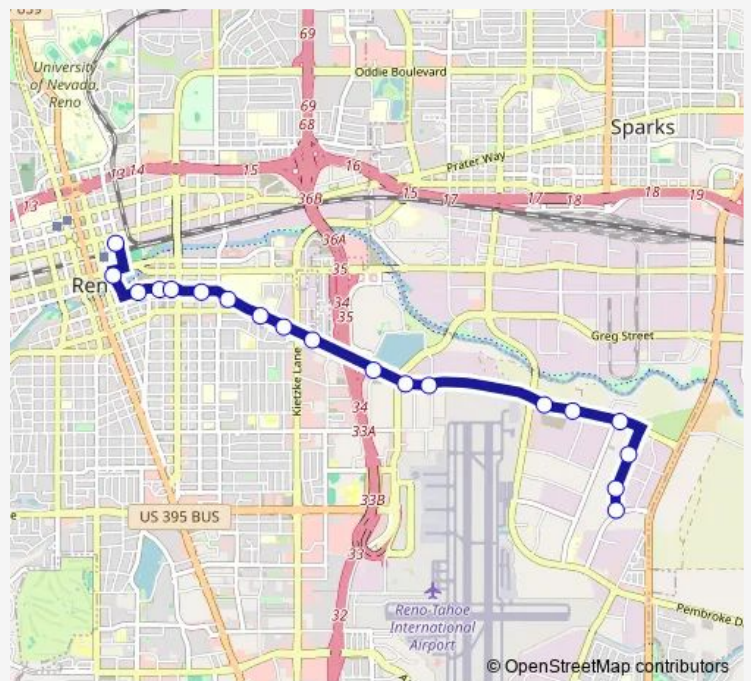 659
69
University
of Nevada,
Reno
Oddie Boulevard
69
68
Sparks
Prater Way
16
13 14
15
15
17
17
18
18
19
13
36B
36A
35
Ren
34
35
Greg Street
Kietzke Lane
34
33A
33B
US 395 BUS
33
Reno-Tahoe
International
Airport
32
Pembroke D
© OpenStreetMap contributors